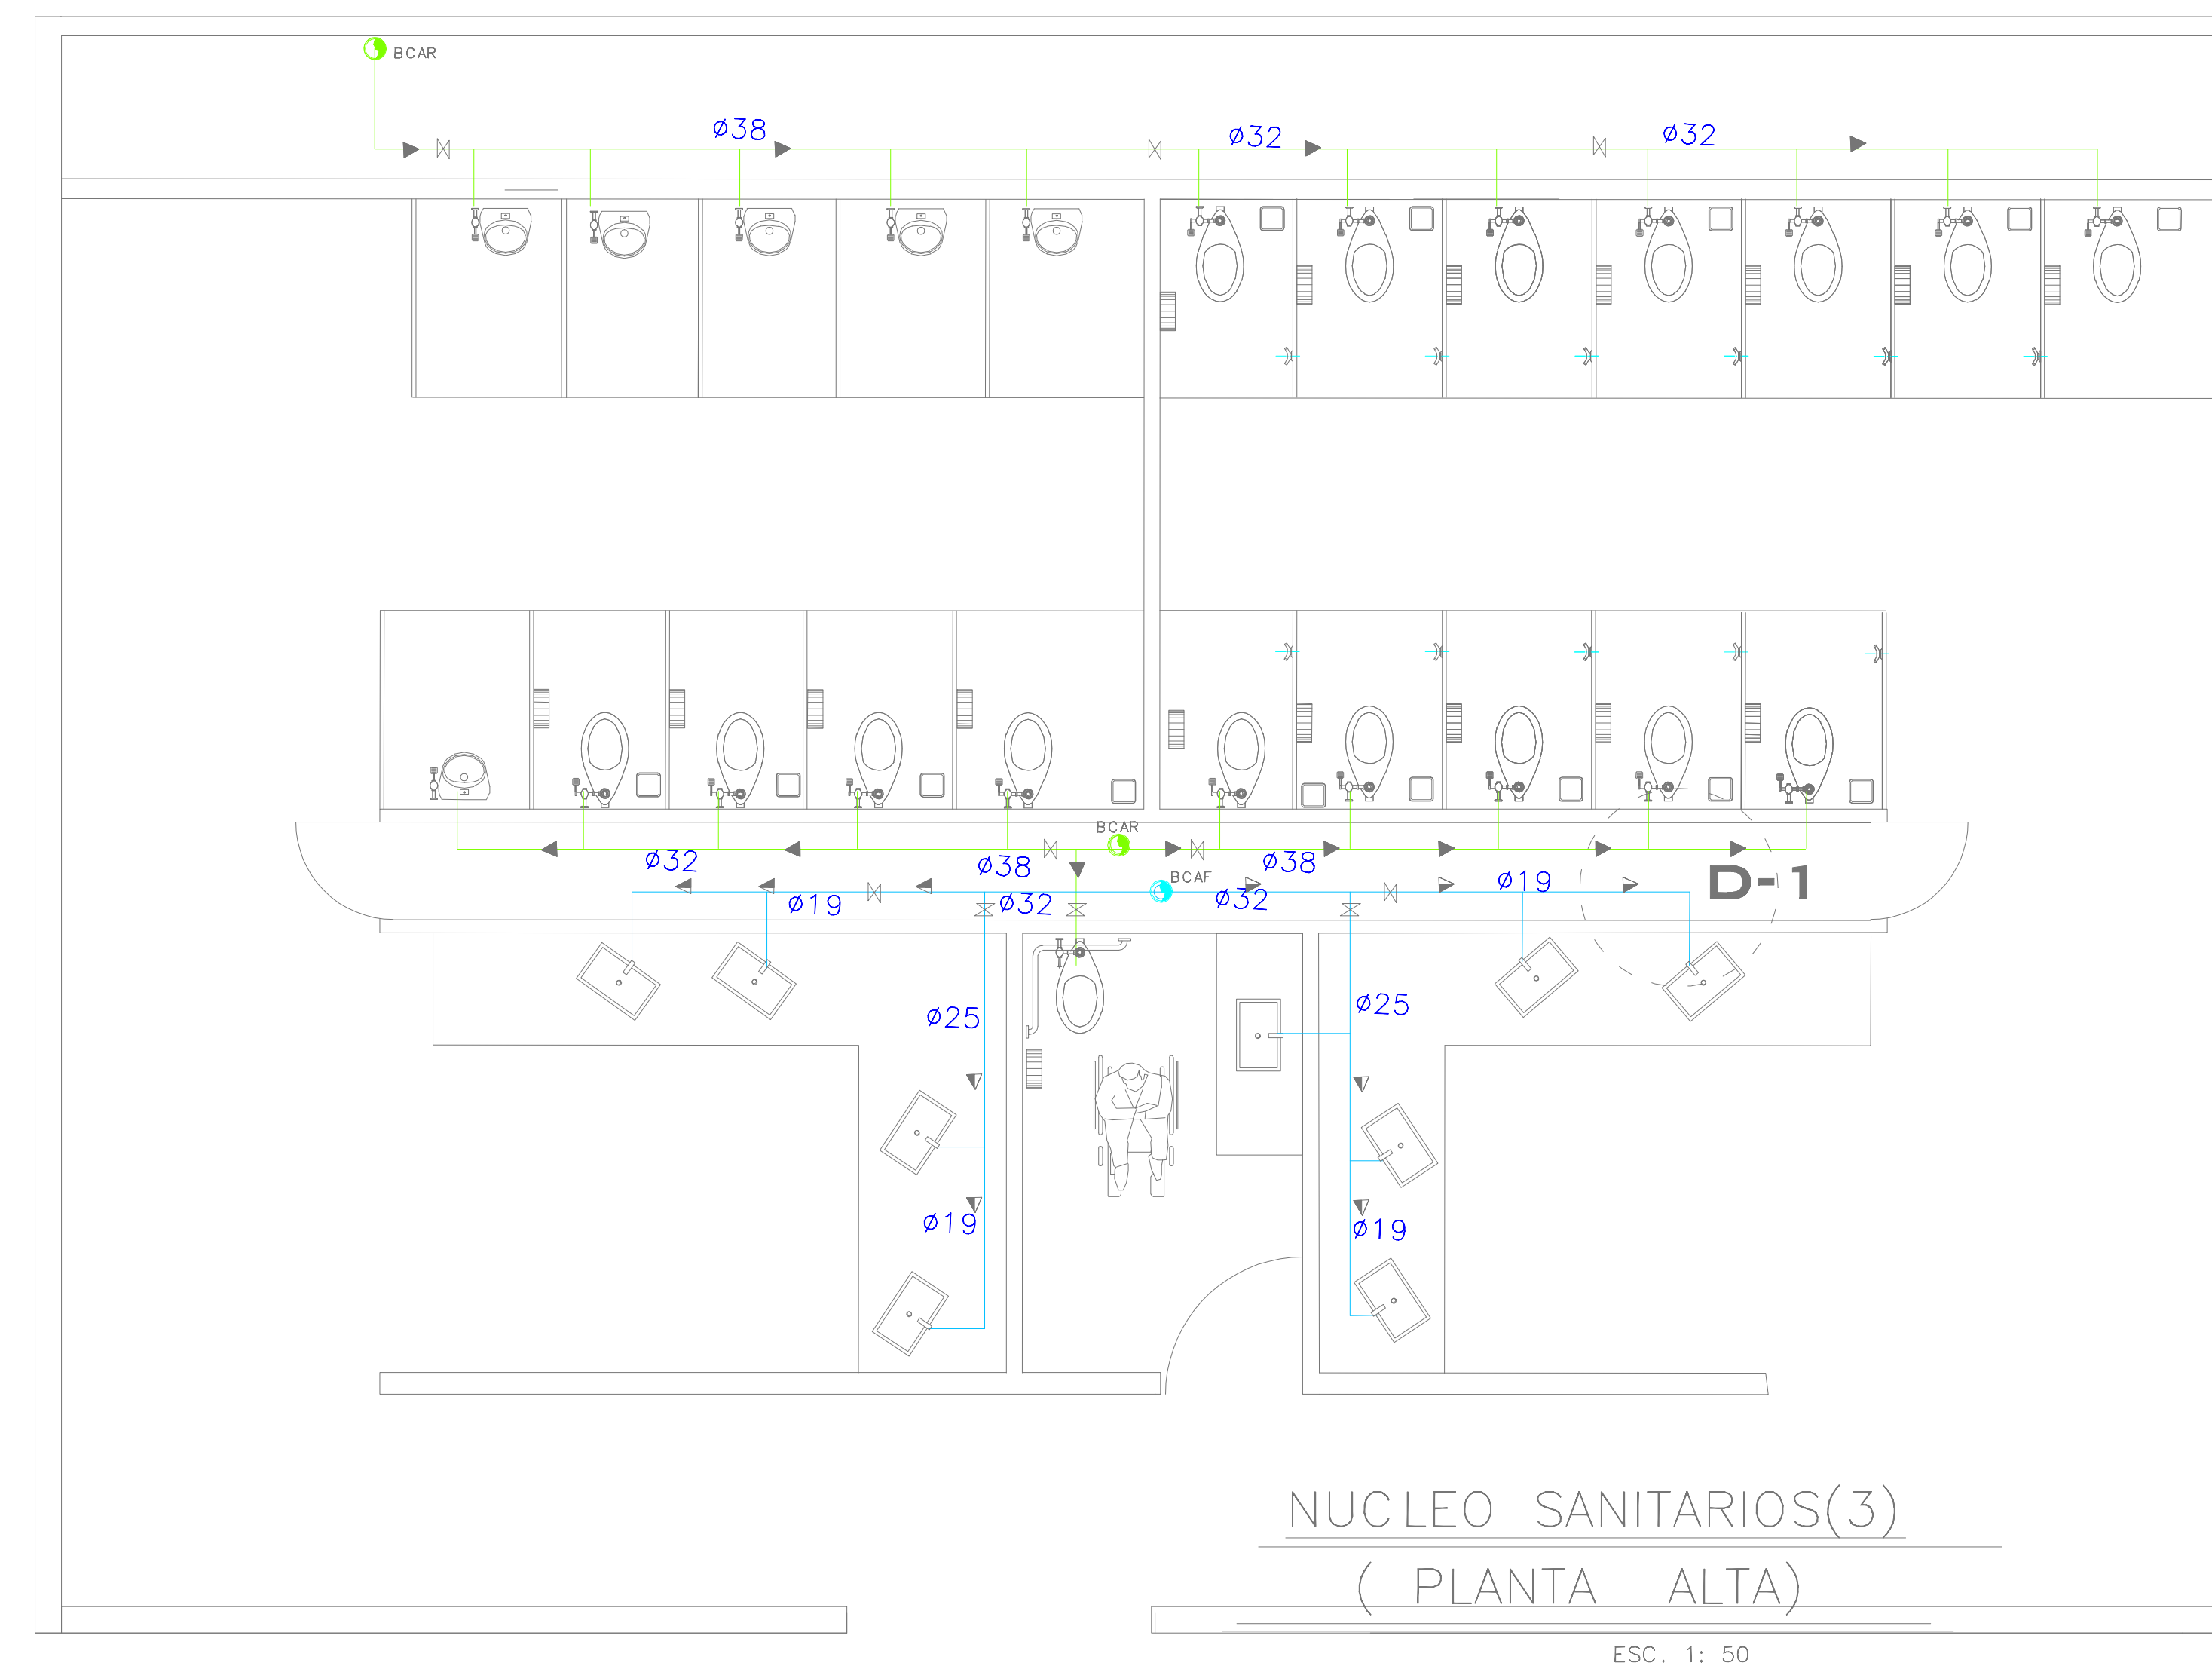 BCAR
ø38
ø32
ø32
BCAR
ø32
ø38
ø38
BCAF
ø19
D-1
ø19
ø32
ø32
ø25
ø25
ø19
ø19
NUCLEO SANITARIOS(3)
( PLANTA ALTA)
ESC. 1: 50